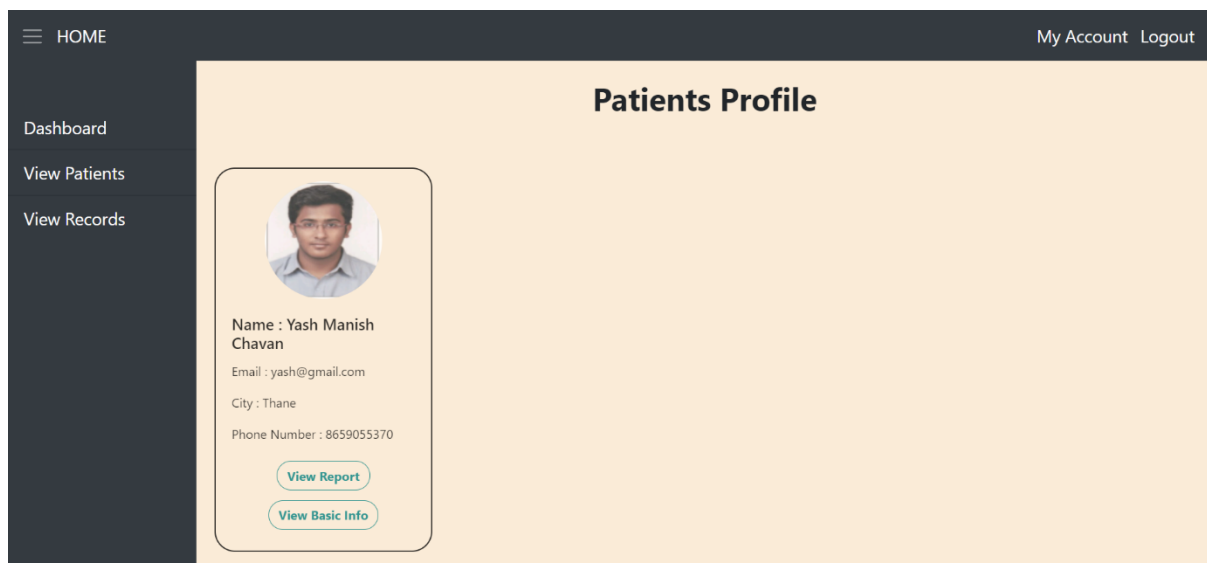 HOME
My Account Logout
Dashboard
View Patients
View Records
Patients Profile
Name : Yash Manish
Chavan
Email : yash@gmail.com
City : Thane
Phone Number : 8659055370
View Report
View Basic Info